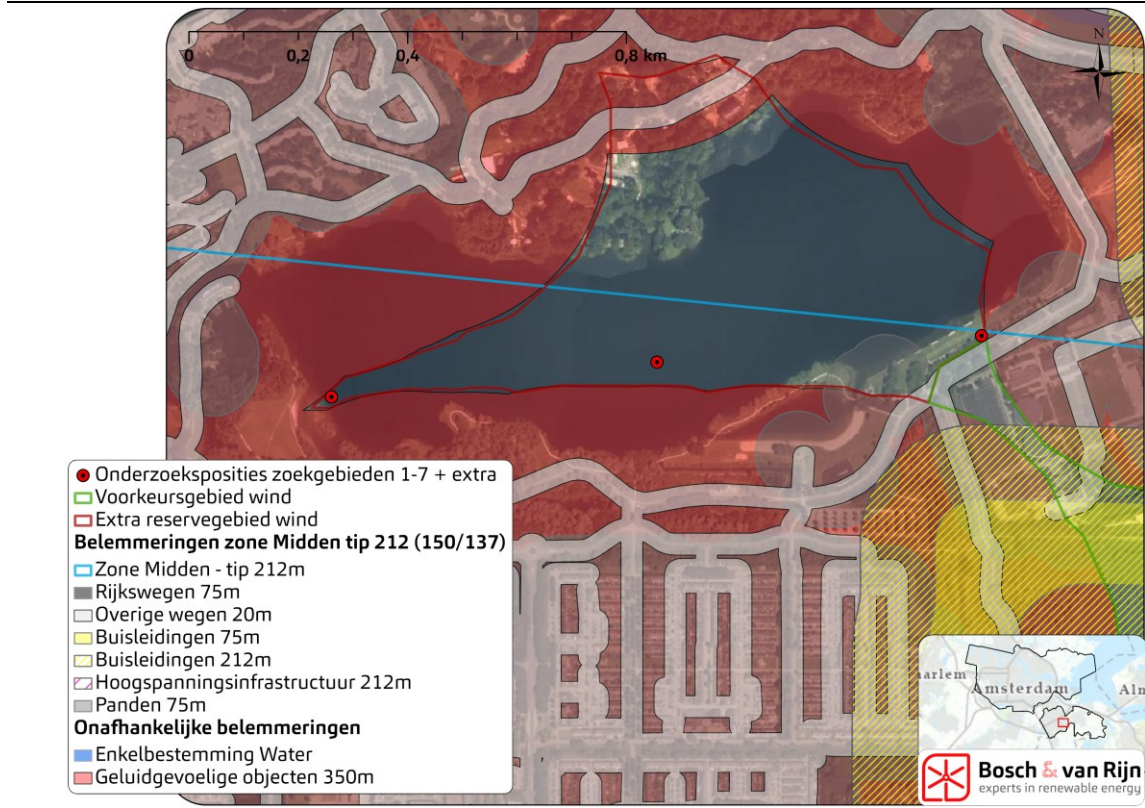 N
0 0,2 0,4 0,8 km
Onderzoeksposities zoekgebieden 1-7 + extra
Voorkeursgebied wind
Extra reservegebied wind
Belemmeringen zone Midden tip 212 (150/137)
Zone Midden - tip 212m
Rijkswegen 75m
Overige wegen 20m
Buisleidingen 75m
Buisleidingen 212m
Hoogspanningsinfrastructuur 212m
Panden 75m
Onafhankelijke belemmeringen
Enkelbestemming Water
Geluidgevoelige objecten 350m
aarlem
Amsterdam
Alm
Bosch & van Rijn
experts in renewable energy